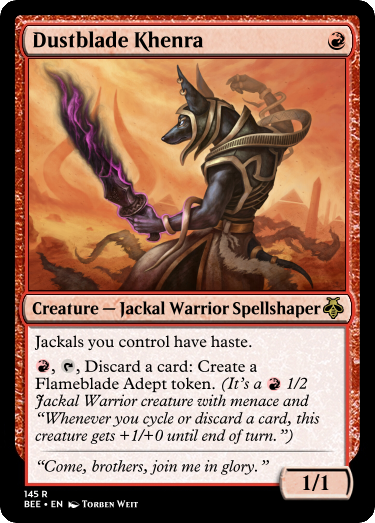 Dustblade Khenra
Creature — Jackal Warrior Spellshaper
Jackals you control have haste.
, , Discard a card: Create a
Flameblade Adept token. (It's a 1/2
Jackal Warrior creature with menace and
“Whenever you cycle or discard a card, this
creature gets +1/+0 until end of turn.”)
“Come, brothers, join me in glory.”
1/1
145 R
BEE • EN Torben Weit